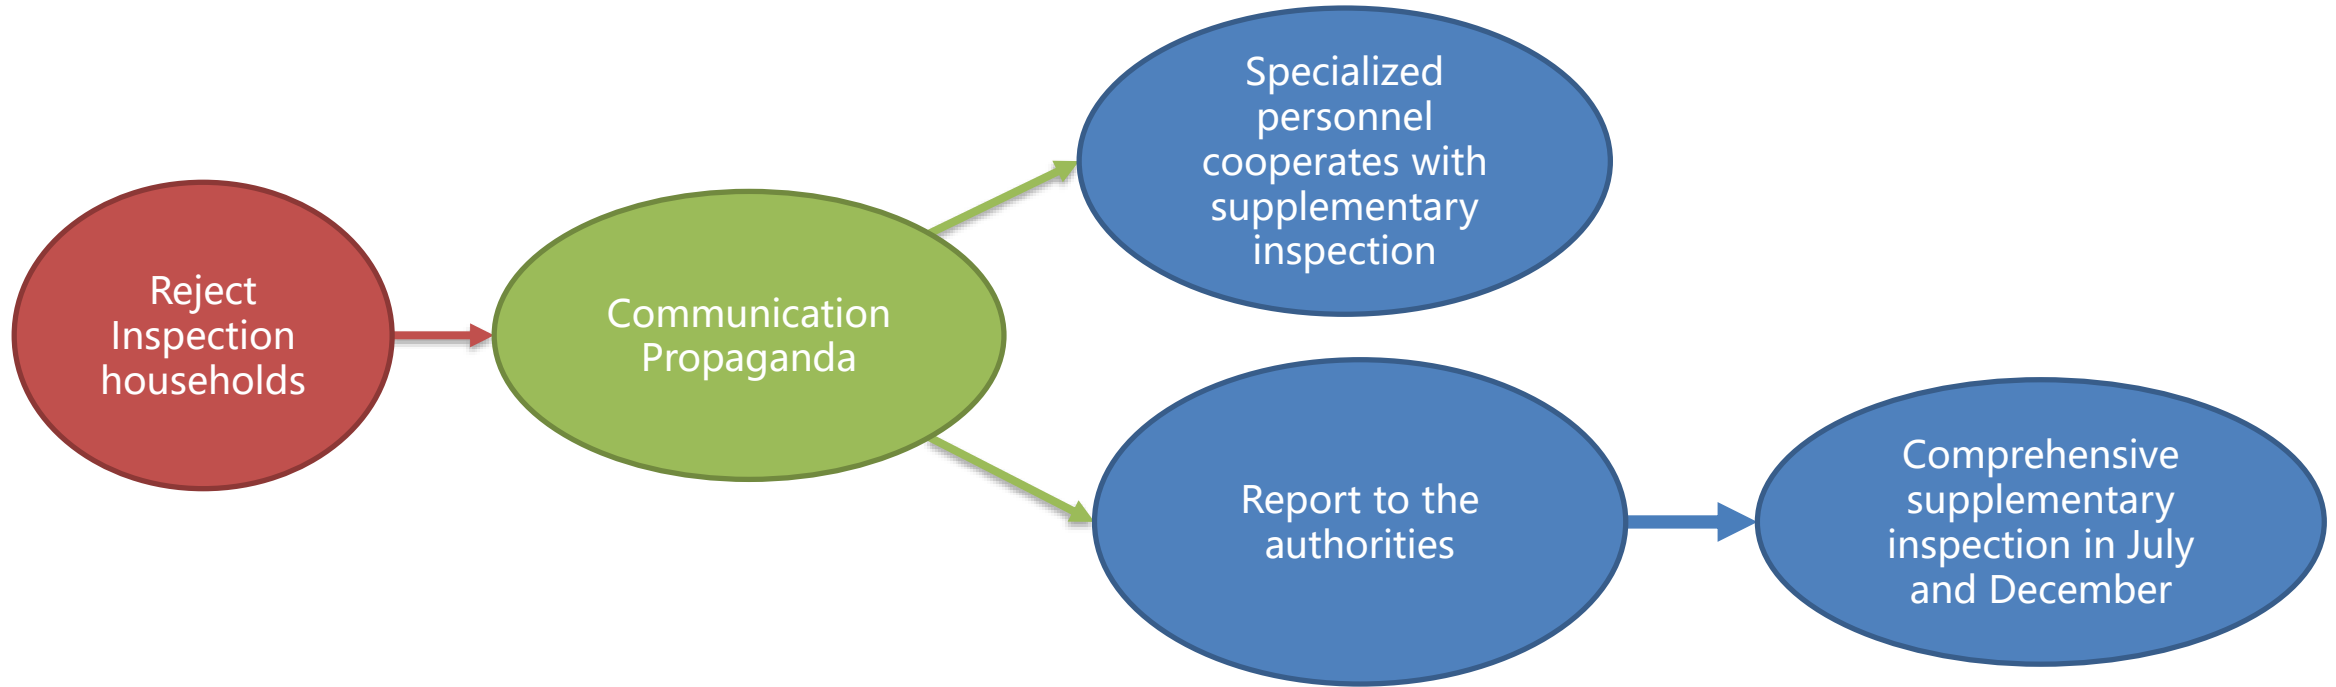 Reject
Inspection
households
Communication
Propaganda
Specialized
personnel
cooperates with
supplementary
inspection
Report to the
authorities
Comprehensive
supplementary
inspection in July
and December